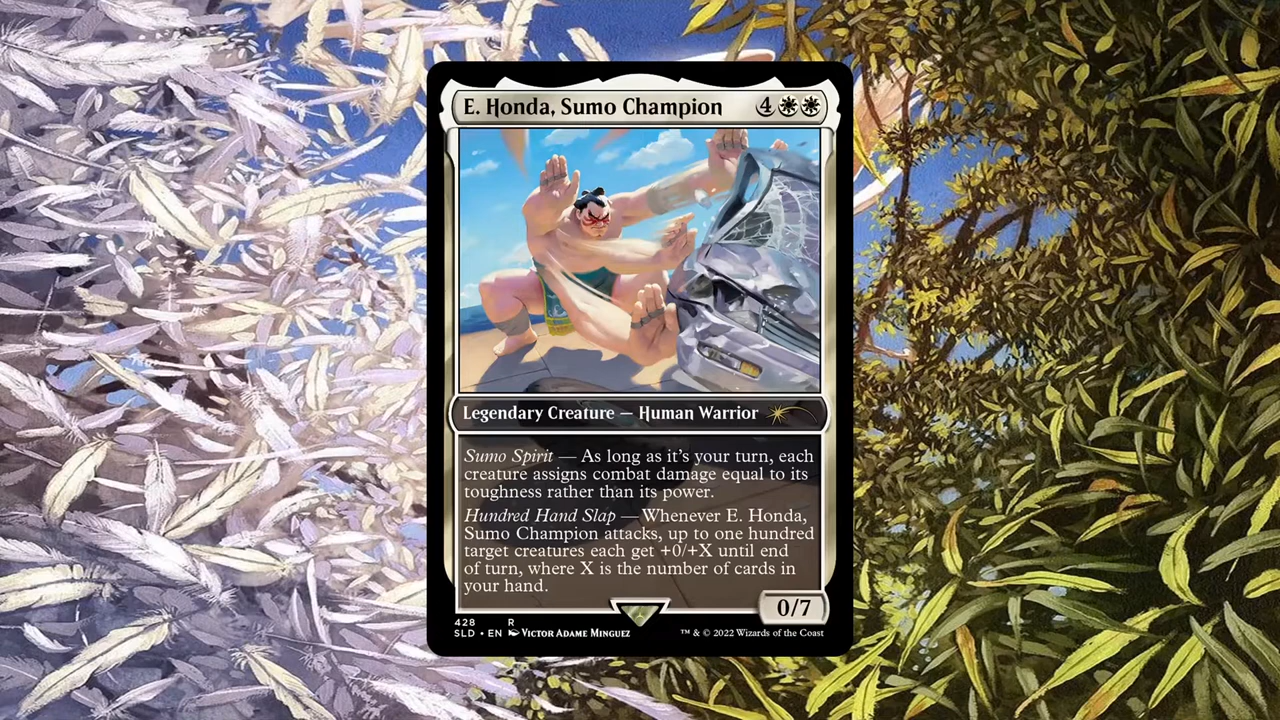 E. Honda, Sumo Champion 4
Legendary Creature — Human Warrior
Sumo Spirit — As long as it's your turn, each
creature assigns combat damage equal to its
toughness rather than its power.
Hundred Hand Slap — Whenever E. Honda,
Sumo Champion attacks, up to one hundred
target creatures each get +0/+X until end
of turn, where X is the number of cards in
your hand.
0/7
428 R
SLD • EN Victor Adame Minguez ™ & © 2022 Wizards of the Coast